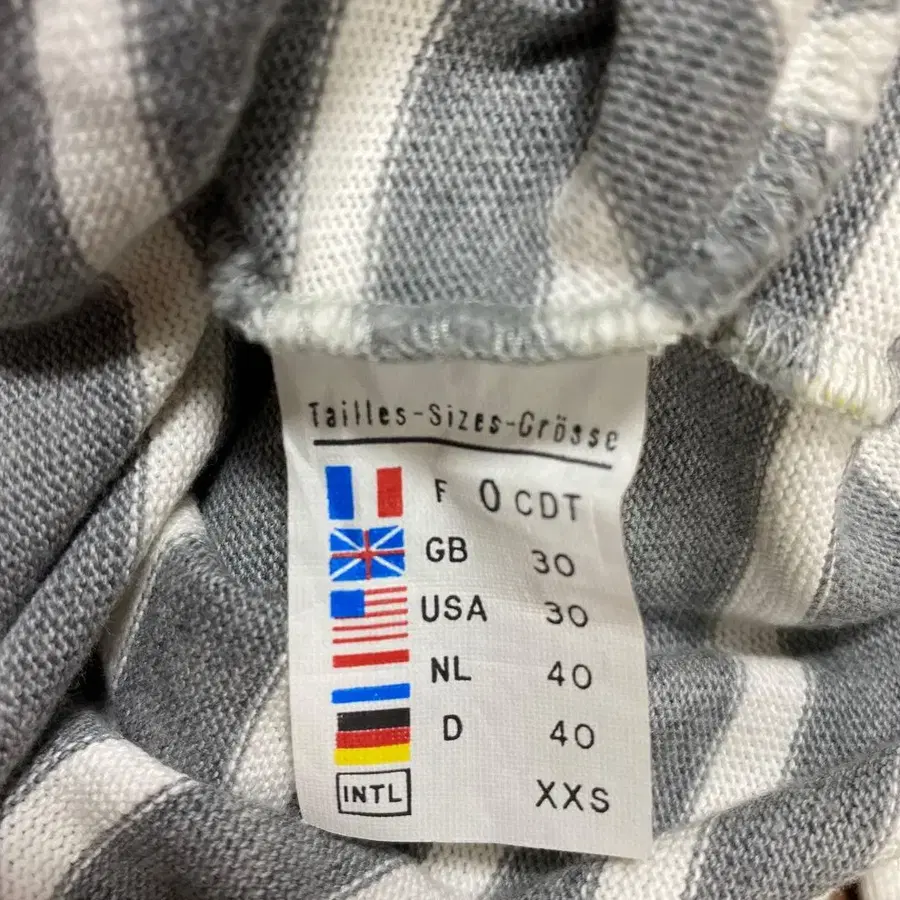 Tailles-Sizes-Grösse
F 0 CDT
GB 30
USA 30
NL 40
D 40
INTL XXS